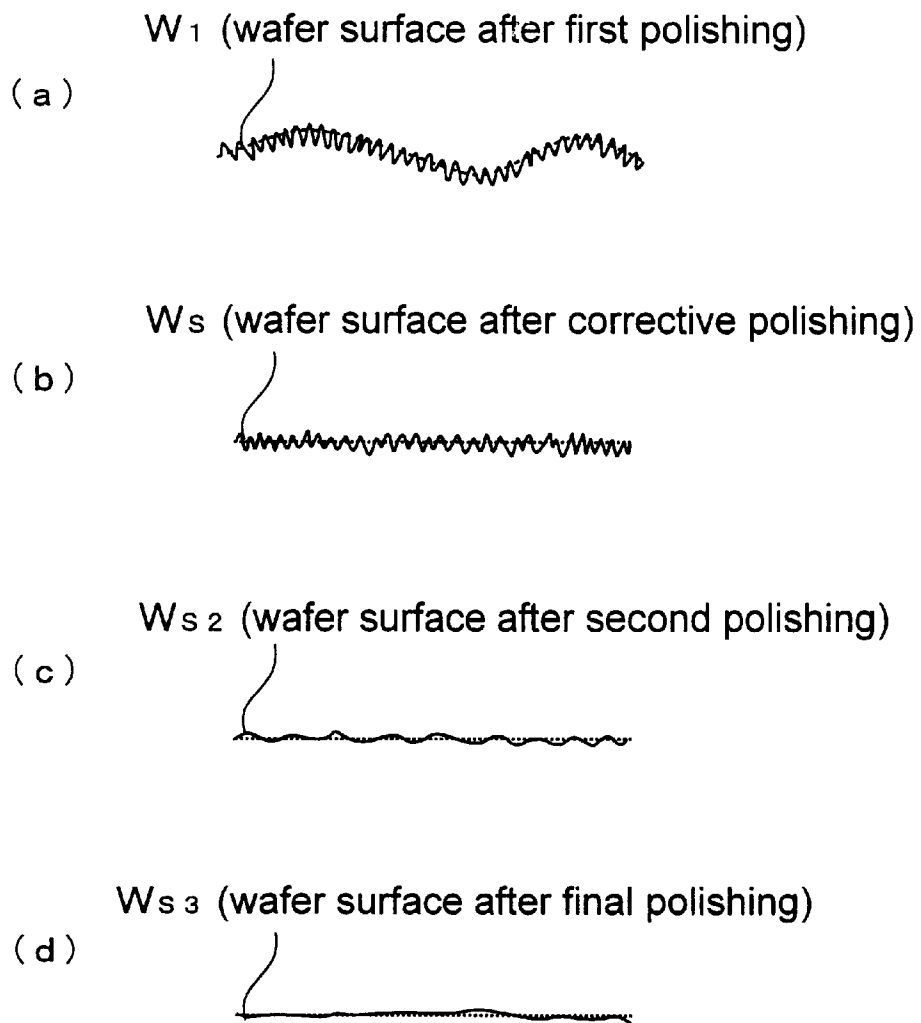 W1 (wafer surface after first polishing)
(a)
Ws (wafer surface after corrective polishing)
(b)
Ws2 (wafer surface after second polishing)
(c)
Ws3 (wafer surface after final polishing)
(d)